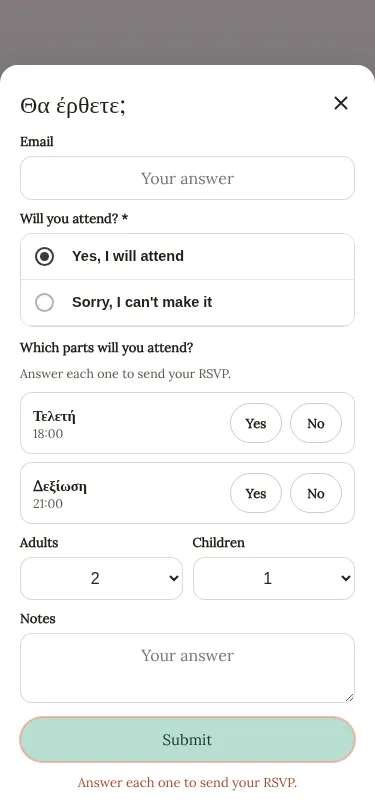 Θα έρθετε;
Email
Your answer
Will you attend? *
Yes, I will attend
Sorry, I can't make it
Which parts will you attend?
Answer each one to send your RSVP.
Τελετή
18:00
Yes No
Δεξίωση
21:00
Yes No
Adults Children
2 1
Notes
Your answer
Submit
Answer each one to send your RSVP.